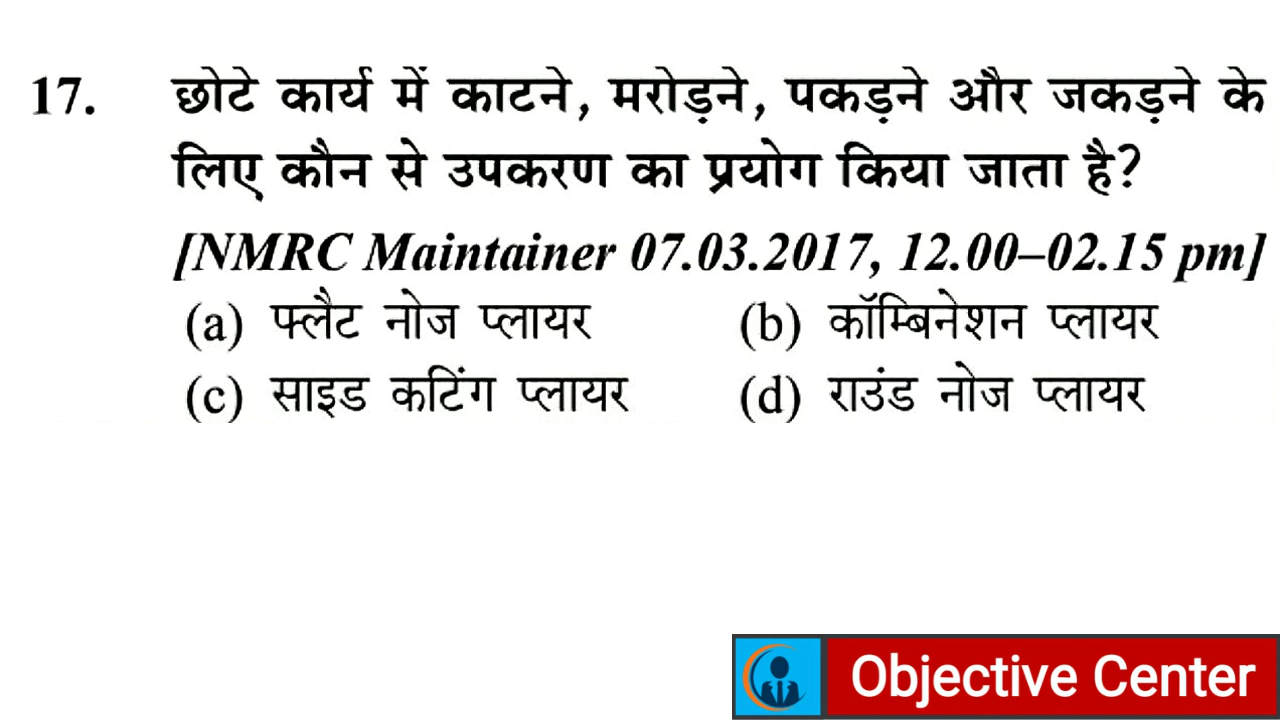 17. छोटे कार्य में काटने, मरोड़ने, पकड़ने और जकड़ने के
लिए कौन से उपकरण का प्रयोग किया जाता है?
[NMRC Maintainer 07.03.2017, 12.00–02.15 pm]
(a) फ्लैट नोज प्लायर (b) कॉम्बिनेशन प्लायर
(c) साइड कटिंग प्लायर (d) राउंड नोज प्लायर
Objective Center